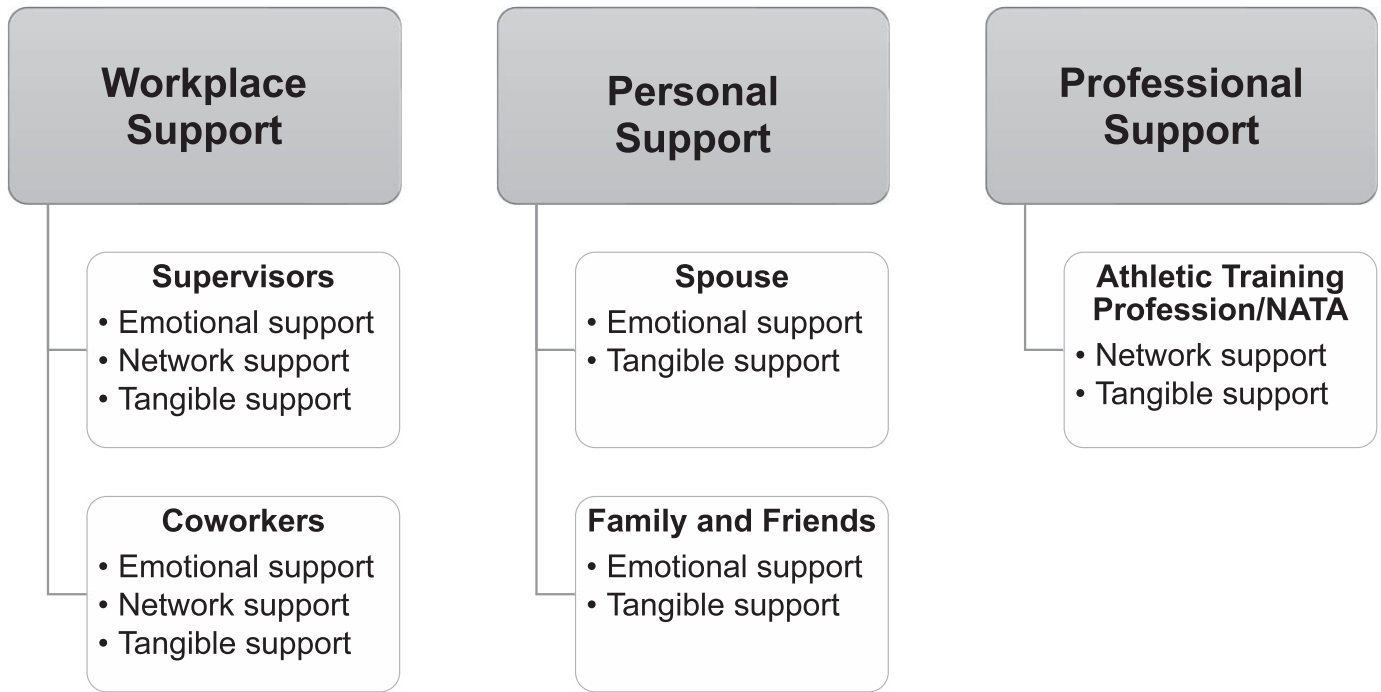 Workplace
Support
Supervisors
• Emotional support
• Network support
• Tangible support
Coworkers
• Emotional support
• Network support
• Tangible support
Personal
Support
Spouse
• Emotional support
• Tangible support
Family and Friends
• Emotional support
• Tangible support
Professional
Support
Athletic Training
Profession/NATA
• Network support
• Tangible support